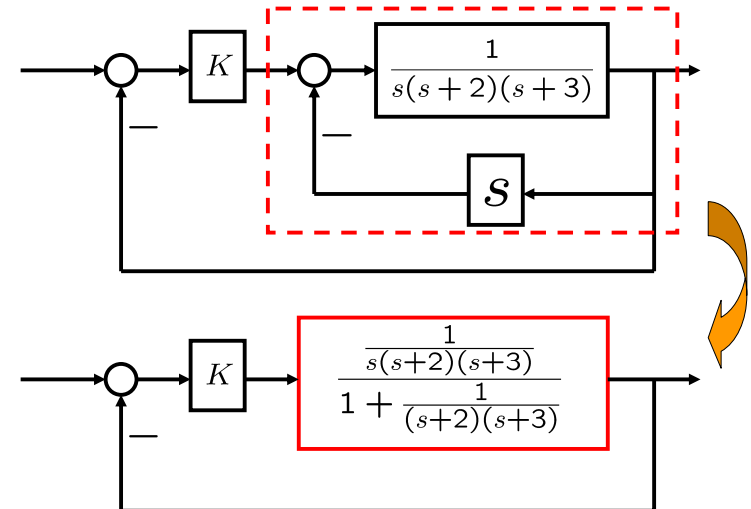 K
1
s(s + 2)(s + 3)
−
−
s
K
1
s(s+2)(s+3)
1 + 1
(s+2)(s+3)
−